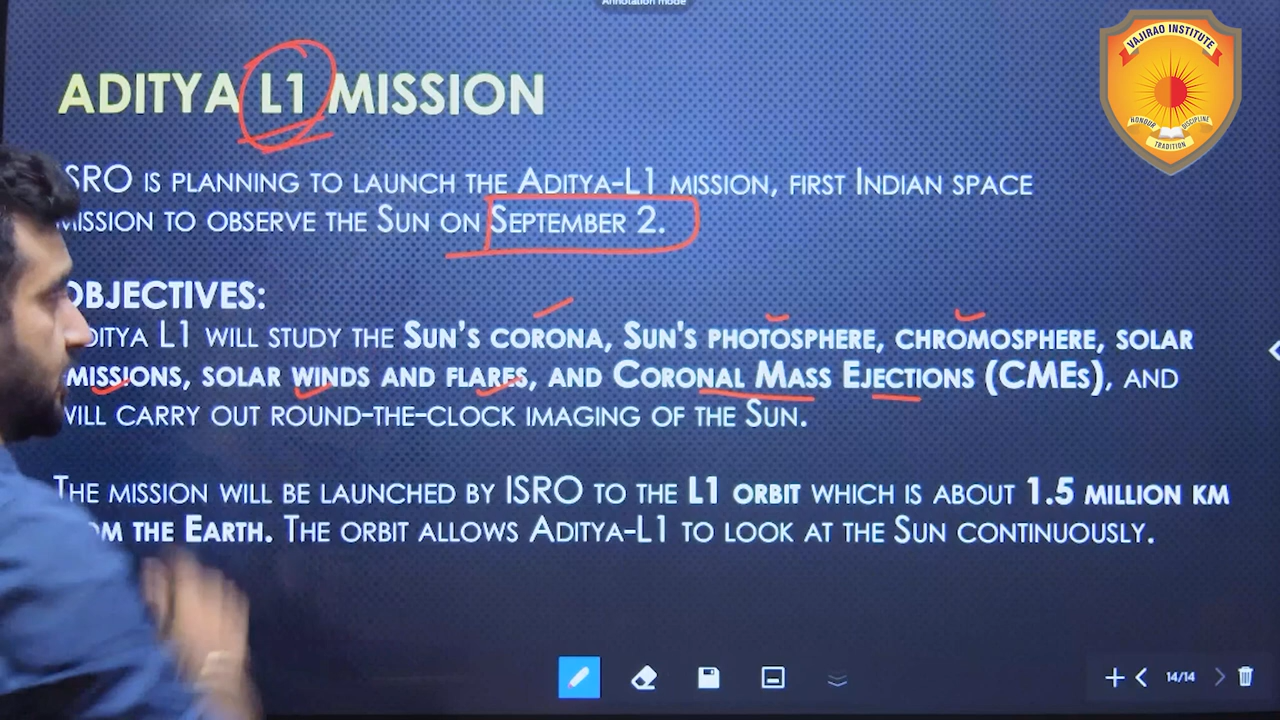 Annotation mode
VAJIRAO INSTITUTE
HONOUR DISCIPLINE
TRADITION
ADITYA L1 MISSION
SRO IS PLANNING TO LAUNCH THE ADITYA-L1 MISSION, FIRST INDIAN SPACE
MISSION TO OBSERVE THE SUN ON SEPTEMBER 2.
OBJECTIVES:
DITYA L1 WILL STUDY THE SUN'S CORONA, SUN'S PHOTOSPHERE, CHROMOSPHERE, SOLAR
MISSIONS, SOLAR WINDS AND FLARES, AND CORONAL MASS EJECTIONS (CMES), AND
WILL CARRY OUT ROUND-THE-CLOCK IMAGING OF THE SUN.
THE MISSION WILL BE LAUNCHED BY ISRO TO THE L1 ORBIT WHICH IS ABOUT 1.5 MILLION KM
OM THE EARTH. THE ORBIT ALLOWS ADITYA-L1 TO LOOK AT THE SUN CONTINUOUSLY.
14/14